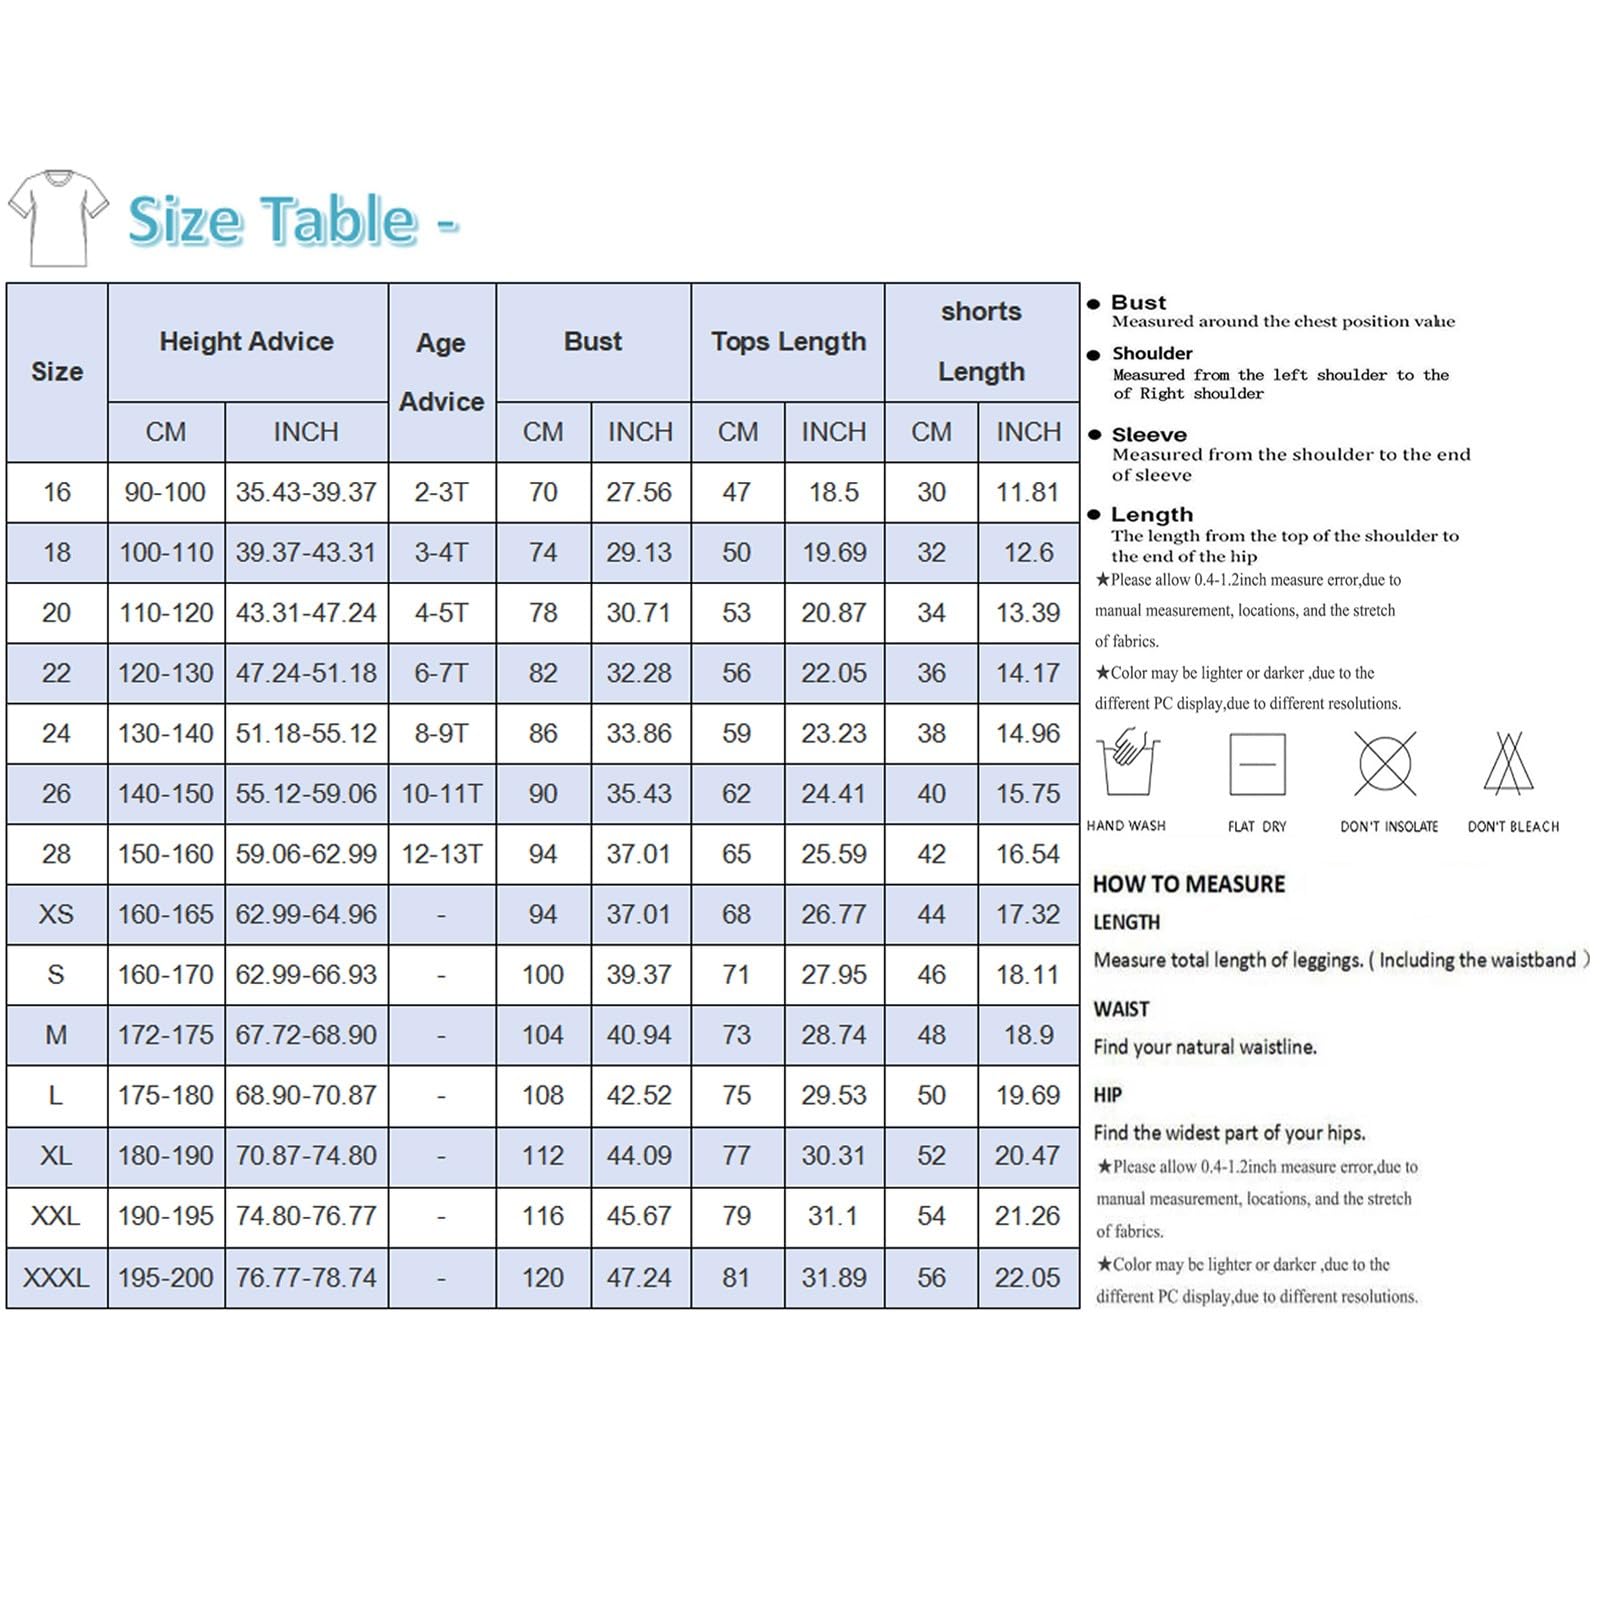 Size Table -
Size Height Advice Age Advice Bust Tops Length shorts Length
CM INCH CM INCH CM INCH CM INCH
16 90-100 35.43-39.37 2-3T 70 27.56 47 18.5 30 11.81
18 100-110 39.37-43.31 3-4T 74 29.13 50 19.69 32 12.6
20 110-120 43.31-47.24 4-5T 78 30.71 53 20.87 34 13.39
22 120-130 47.24-51.18 6-7T 82 32.28 56 22.05 36 14.17
24 130-140 51.18-55.12 8-9T 86 33.86 59 23.23 38 14.96
26 140-150 55.12-59.06 10-11T 90 35.43 62 24.41 40 15.75
28 150-160 59.06-62.99 12-13T 94 37.01 65 25.59 42 16.54
XS 160-165 62.99-64.96 - 94 37.01 68 26.77 44 17.32
S 160-170 62.99-66.93 - 100 39.37 71 27.95 46 18.11
M 172-175 67.72-68.90 - 104 40.94 73 28.74 48 18.9
L 175-180 68.90-70.87 - 108 42.52 75 29.53 50 19.69
XL 180-190 70.87-74.80 - 112 44.09 77 30.31 52 20.47
XXL 190-195 74.80-76.77 - 116 45.67 79 31.1 54 21.26
XXXL 195-200 76.77-78.74 - 120 47.24 81 31.89 56 22.05
● Bust
Measured around the chest position value
● Shoulder
Measured from the left shoulder to the
of Right shoulder
● Sleeve
Measured from the shoulder to the end
of sleeve
● Length
The length from the top of the shoulder to
the end of the hip
★Please allow 0.4-1.2inch measure error,due to
manual measurement, locations, and the stretch
of fabrics.
★Color may be lighter or darker ,due to the
different PC display,due to different resolutions.
HAND WASH FLAT DRY DON'T INSOLATE DON'T BLEACH
HOW TO MEASURE
LENGTH
Measure total length of leggings. ( Including the waistband )
WAIST
Find your natural waistline.
HIP
Find the widest part of your hips.
★Please allow 0.4-1.2inch measure error,due to
manual measurement, locations, and the stretch
of fabrics.
★Color may be lighter or darker ,due to the
different PC display,due to different resolutions.